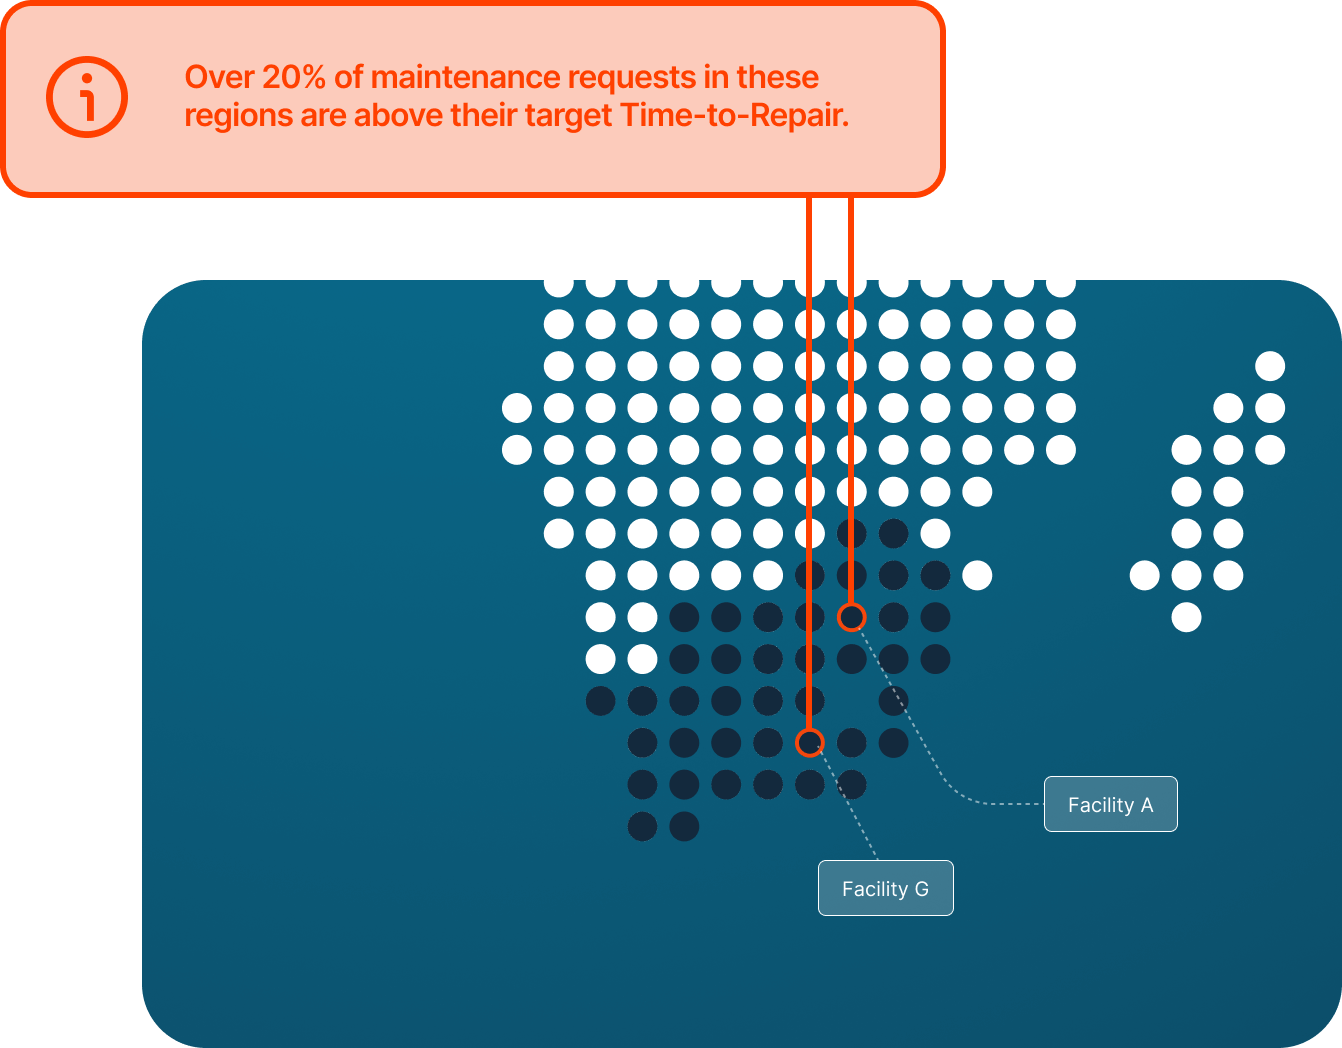 Over 20% of maintenance requests in these
regions are above their target Time-to-Repair.
Facility A
Facility G